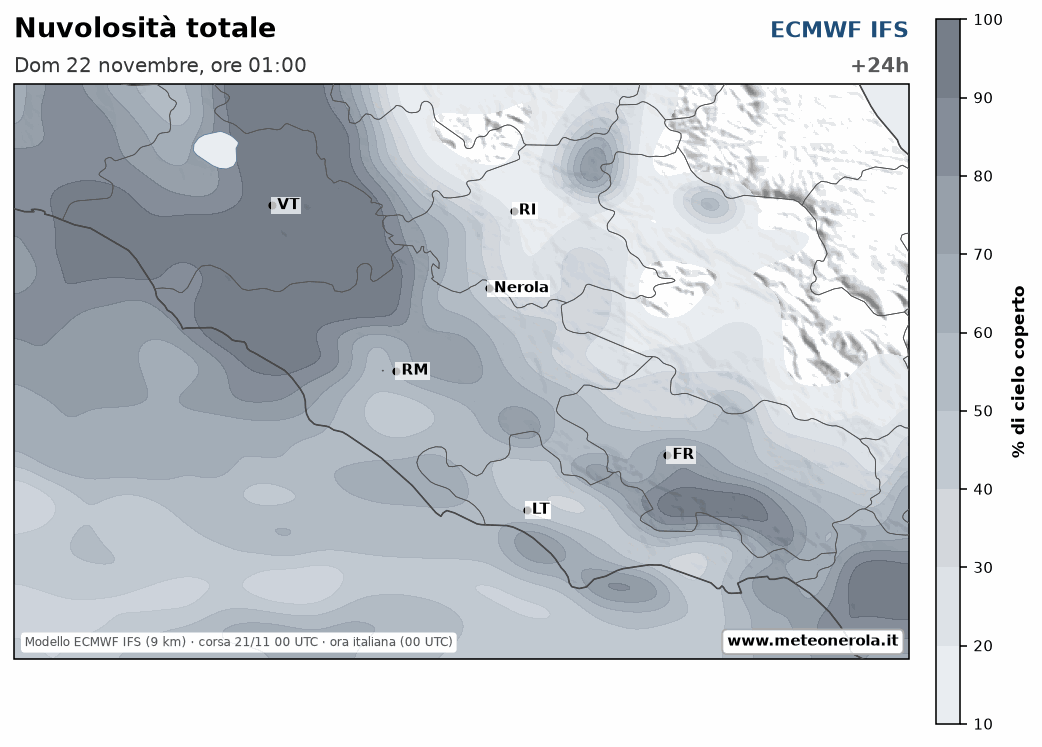 Nuvolosità totale
ECMWF IFS
Dom 22 novembre, ore 01:00
+24h
VT
RI
Nerola
RM
FR
LT
Modello ECMWF IFS (9 km) · corsa 21/11 00 UTC · ora italiana (00 UTC)
www.meteonerola.it
100
90
80
70
60
50
40
30
20
10
% di cielo coperto